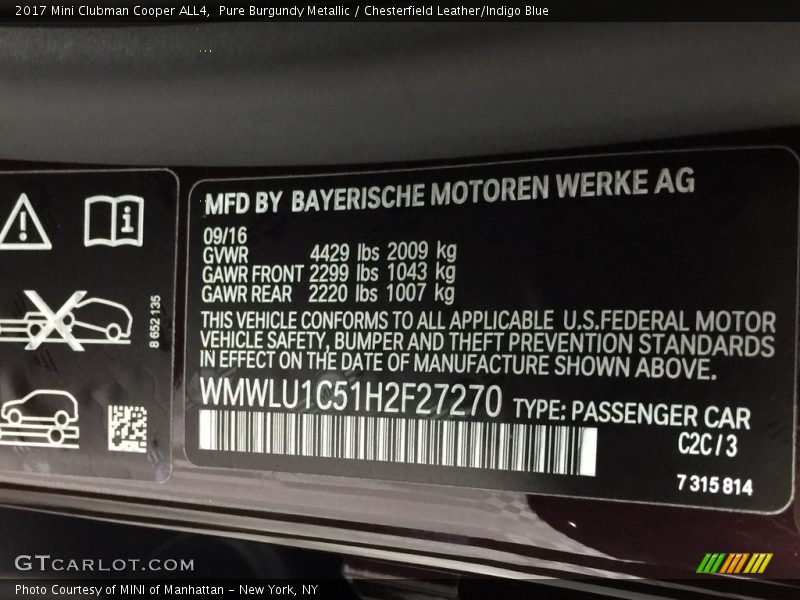 2017 Mini Clubman Cooper ALL4,  Pure Burgundy Metallic / Chesterfield Leather/Indigo Blue
MFD BY BAYERISCHE MOTOREN WERKE AG
09/16
GVWR 4429 lbs 2009 kg
GAWR FRONT 2299 lbs 1043 kg
GAWR REAR 2220 lbs 1007 kg
THIS VEHICLE CONFORMS TO ALL APPLICABLE U.S.FEDERAL MOTOR
VEHICLE SAFETY, BUMPER AND THEFT PREVENTION STANDARDS
IN EFFECT ON THE DATE OF MANUFACTURE SHOWN ABOVE.
WMWLU1C51H2F27270 TYPE: PASSENGER CAR
C2C / 3
7 315 814
8 652 135
GTCARLOT.COM
Photo Courtesy of MINI of Manhattan - New York, NY